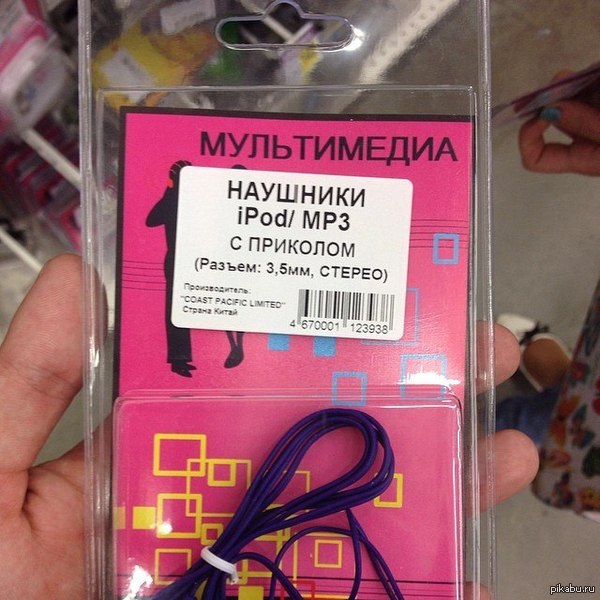 МУЛЬТИМЕДИА
НАУШНИКИ
iPod/ MP3
С ПРИКОЛОМ
(Разъем: 3,5мм, СТЕРЕО)
Производитель:
"COAST PACIFIC LIMITED"
Страна Китай
4 670001 123938
pikabu.ru